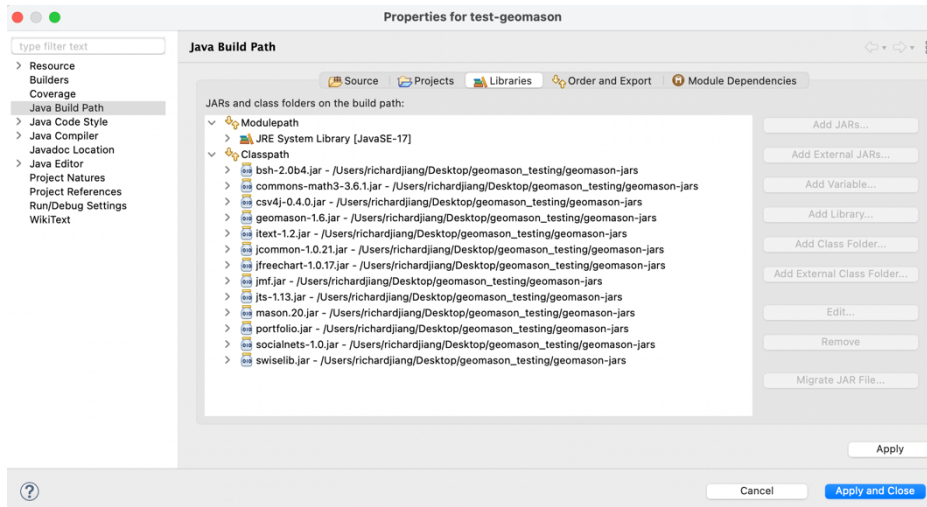 Properties for test-geomason
type filter text
Resource
Builders
Coverage
Java Build Path
Java Code Style
Java Compiler
Javadoc Location
Java Editor
Project Natures
Project References
Run/Debug Settings
WikiText
Java Build Path
Source Projects Libraries Order and Export Module Dependencies
JARs and class folders on the build path:
Modulepath
JRE System Library [JavaSE-17]
Classpath
bsh-2.0b4.jar - /Users/richardjiang/Desktop/geomason_testing/geomason-jars
commons-math3-3.6.1.jar - /Users/richardjiang/Desktop/geomason_testing/geomason-jars
csv4j-0.4.0.jar - /Users/richardjiang/Desktop/geomason_testing/geomason-jars
geomason-1.6.jar - /Users/richardjiang/Desktop/geomason_testing/geomason-jars
itext-1.2.jar - /Users/richardjiang/Desktop/geomason_testing/geomason-jars
jcommon-1.0.21.jar - /Users/richardjiang/Desktop/geomason_testing/geomason-jars
jfreechart-1.0.17.jar - /Users/richardjiang/Desktop/geomason_testing/geomason-jars
jmf.jar - /Users/richardjiang/Desktop/geomason_testing/geomason-jars
jts-1.13.jar - /Users/richardjiang/Desktop/geomason_testing/geomason-jars
mason.20.jar - /Users/richardjiang/Desktop/geomason_testing/geomason-jars
portfolio.jar - /Users/richardjiang/Desktop/geomason_testing/geomason-jars
socialnets-1.0.jar - /Users/richardjiang/Desktop/geomason_testing/geomason-jars
swiselib.jar - /Users/richardjiang/Desktop/geomason_testing/geomason-jars
Add JARs...
Add External JARs...
Add Variable...
Add Library...
Add Class Folder...
Add External Class Folder...
Edit...
Remove
Migrate JAR File...
Apply
Cancel
Apply and Close